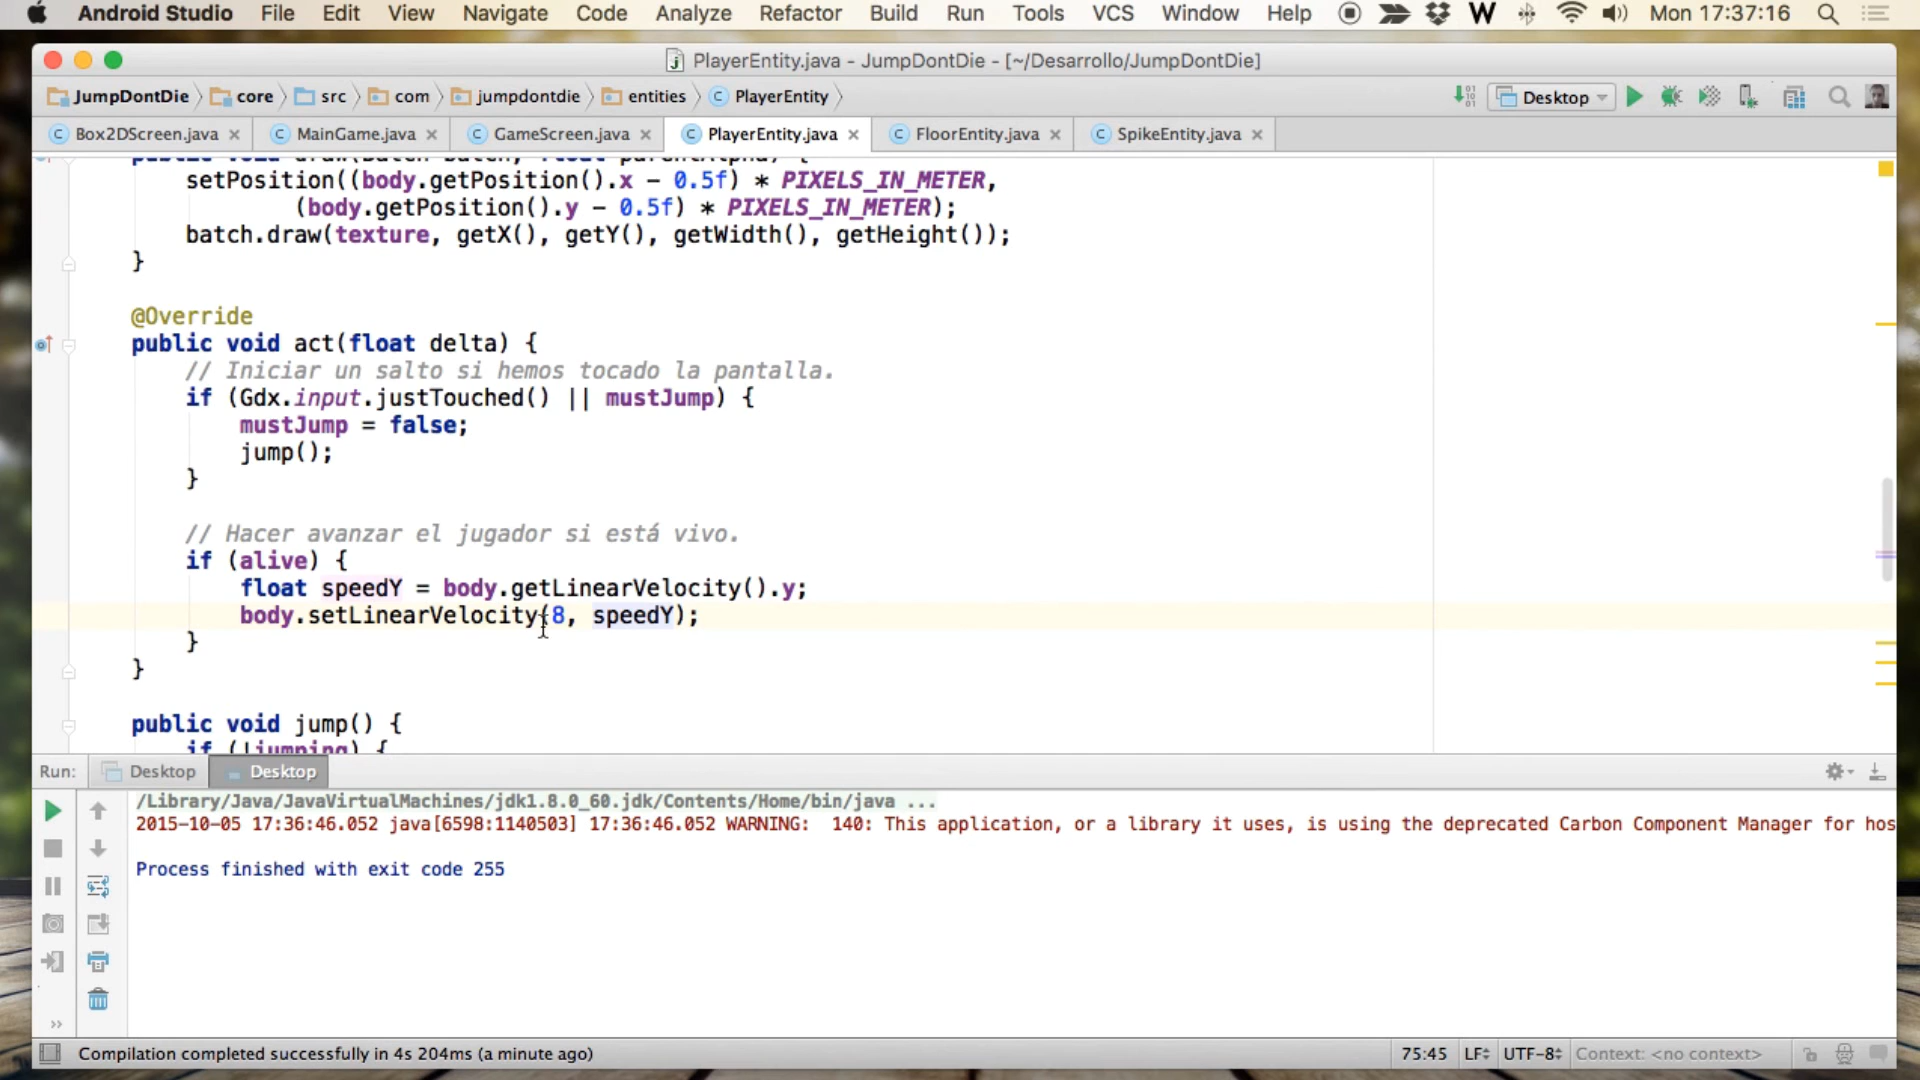 Android Studio File Edit View Navigate Code Analyze Refactor Build Run Tools VCS Window Help W Mon 17:37:16
PlayerEntity.java - JumpDontDie - [~/Desarrollo/JumpDontDie]
JumpDontDie core src com jumpdontdie entities PlayerEntity Desktop
Box2DScreen.java MainGame.java GameScreen.java PlayerEntity.java FloorEntity.java SpikeEntity.java
public void draw(Batch batch, float parentAlpha) {
setPosition((body.getPosition().x - 0.5f) * PIXELS_IN_METER,
(body.getPosition().y - 0.5f) * PIXELS_IN_METER);
batch.draw(texture, getX(), getY(), getWidth(), getHeight());
}
@Override
public void act(float delta) {
// Iniciar un salto si hemos tocado la pantalla.
if (Gdx.input.justTouched() || mustJump) {
mustJump = false;
jump();
}
// Hacer avanzar el jugador si está vivo.
if (alive) {
float speedY = body.getLinearVelocity().y;
body.setLinearVelocity(8, speedY);
}
}
public void jump() {
if (!jumping) {
Run: Desktop Desktop
/Library/Java/JavaVirtualMachines/jdk1.8.0_60.jdk/Contents/Home/bin/java ...
2015-10-05 17:36:46.052 java[6598:1140503] 17:36:46.052 WARNING:  140: This application, or a library it uses, is using the deprecated Carbon Component Manager for hos
Process finished with exit code 255
Compilation completed successfully in 4s 204ms (a minute ago) 75:45 LF UTF-8 Context: <no context>